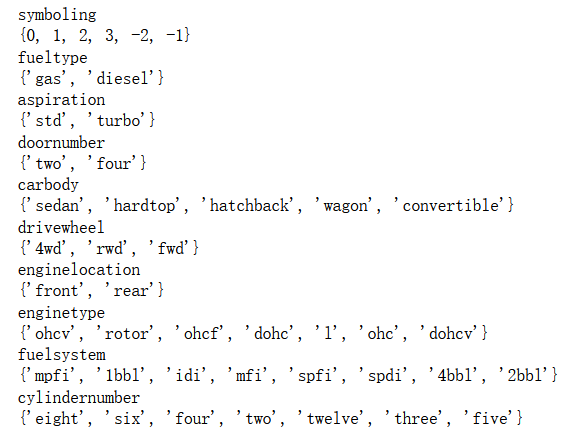 symboling
{0, 1, 2, 3, -2, -1}
fueltype
{'gas', 'diesel'}
aspiration
{'std', 'turbo'}
doornumber
{'two', 'four'}
carbody
{'sedan', 'hardtop', 'hatchback', 'wagon', 'convertible'}
drivewheel
{'4wd', 'rwd', 'fwd'}
enginelocation
{'front', 'rear'}
enginetype
{'ohcv', 'rotor', 'ohcf', 'dohc', 'l', 'ohc', 'dohcv'}
fuelsystem
{'mpfi', '1bbl', 'idi', 'mfi', 'spfi', 'spdi', '4bbl', '2bbl'}
cylindernumber
{'eight', 'six', 'four', 'two', 'twelve', 'three', 'five'}